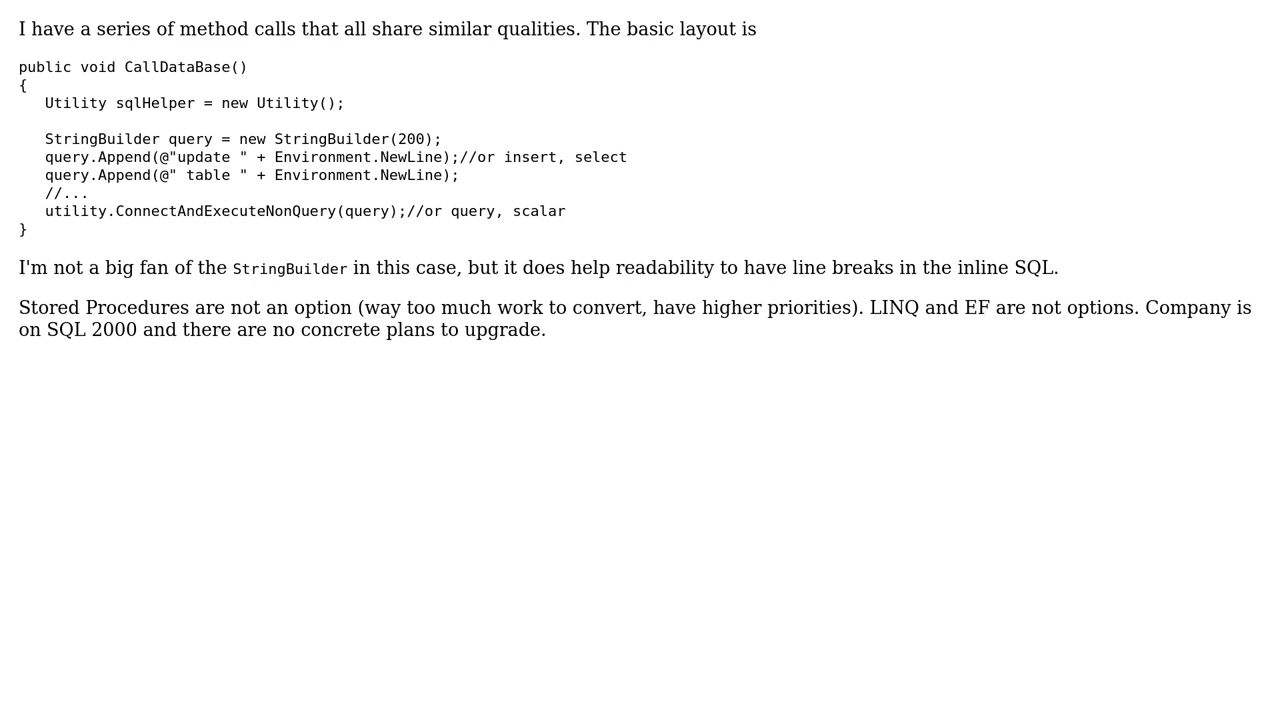 I have a series of method calls that all share similar qualities. The basic layout is
public void CallDataBase()
{
   Utility sqlHelper = new Utility();

   StringBuilder query = new StringBuilder(200);
   query.Append(@"update " + Environment.NewLine);//or insert, select
   query.Append(@" table " + Environment.NewLine);
   //...
   utility.ConnectAndExecuteNonQuery(query);//or query, scalar
}
I'm not a big fan of the StringBuilder in this case, but it does help readability to have line breaks in the inline SQL.
Stored Procedures are not an option (way too much work to convert, have higher priorities). LINQ and EF are not options. Company is
on SQL 2000 and there are no concrete plans to upgrade.